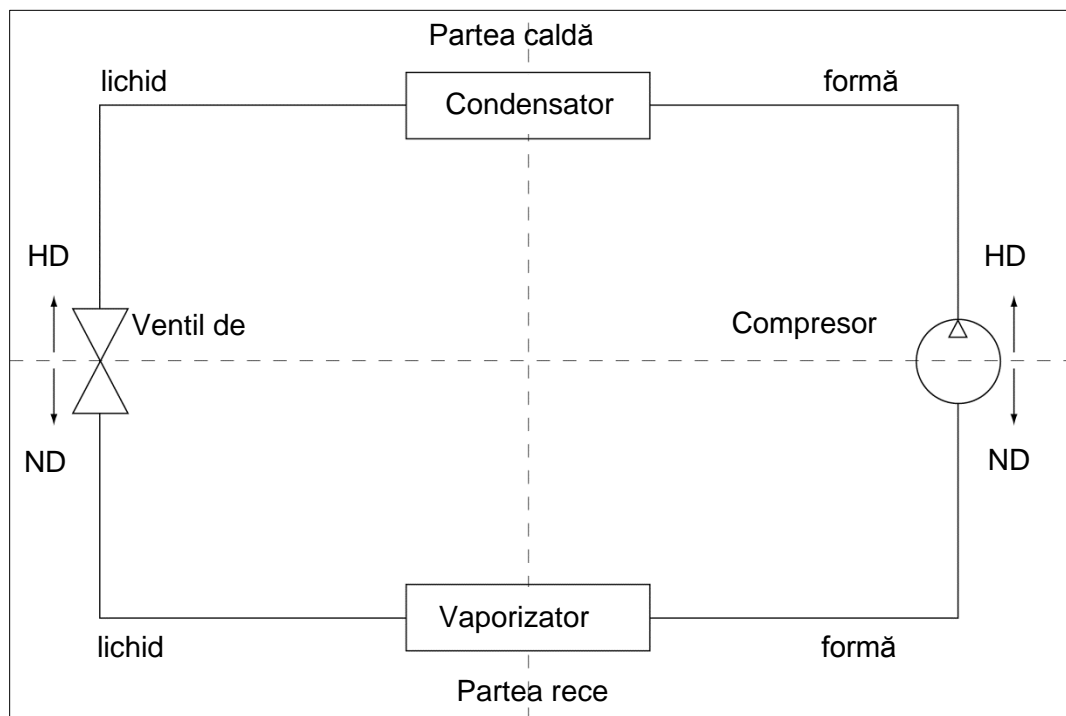 Partea caldă
lichid
Condensator
formă
HD
HD
Ventil de
Compresor
ND
ND
Vaporizator
lichid
formă
Partea rece